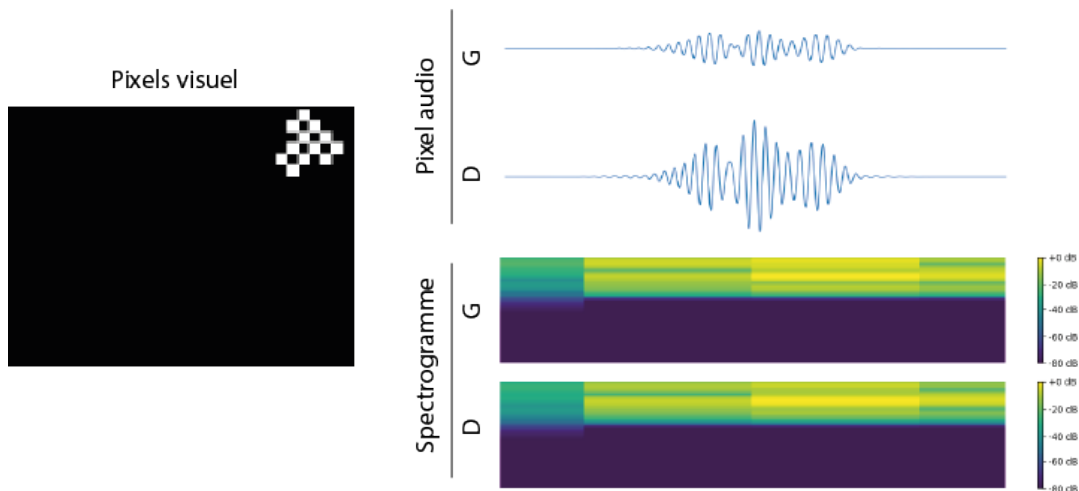 Pixels visuel
Pixel audio
G
D
Spectrogramme
G
D
+0 dB
-20 dB
-40 dB
-60 dB
-80 dB
+0 dB
-20 dB
-40 dB
-60 dB
-80 dB